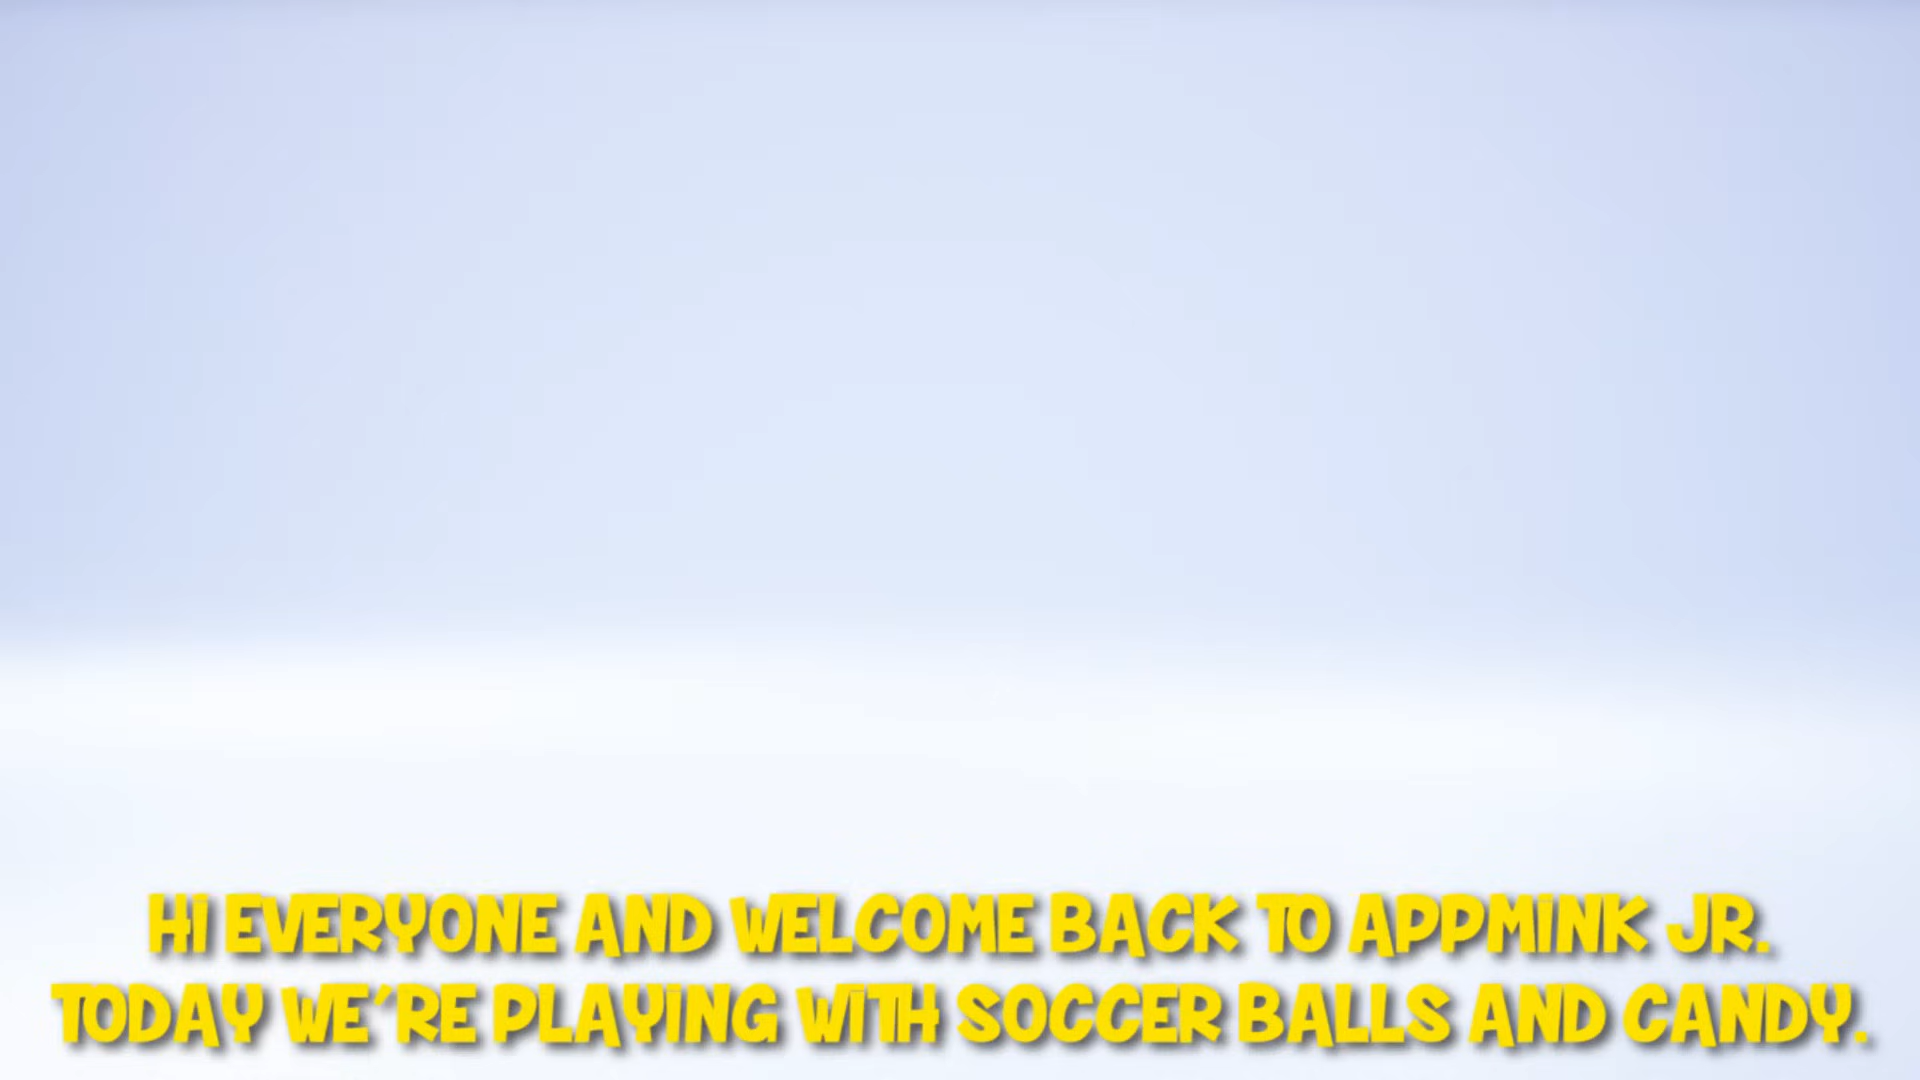 HI EVERYONE AND WELCOME BACK TO APPMINK JR.
TODAY WE'RE PLAYING WITH SOCCER BALLS AND CANDY.